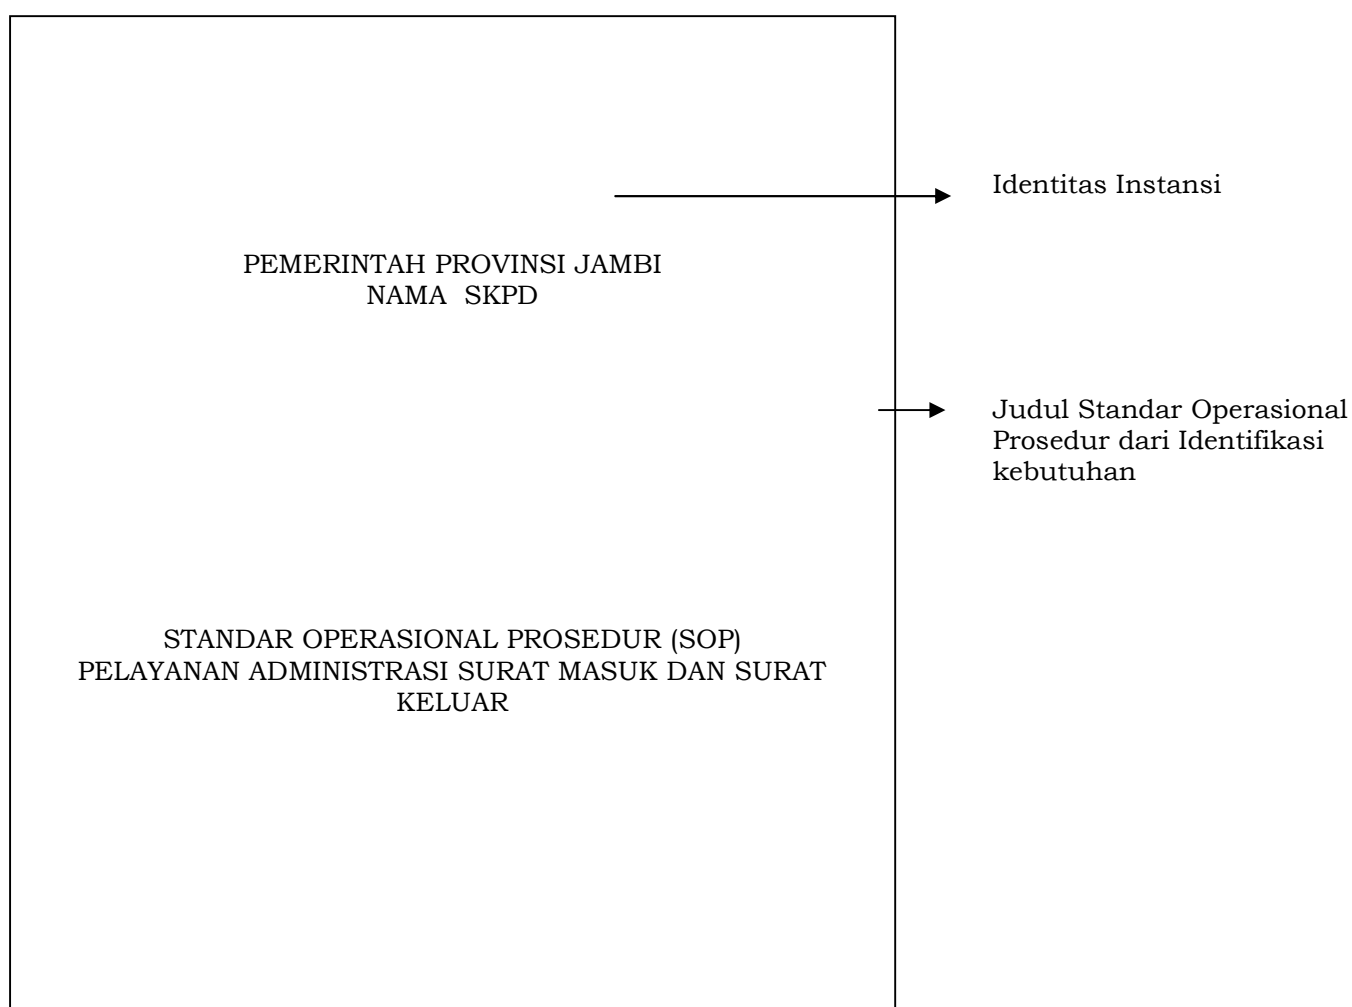 Identitas Instansi
PEMERINTAH PROVINSI JAMBI
NAMA  SKPD
Judul Standar Operasional
Prosedur dari Identifikasi
kebutuhan
STANDAR OPERASIONAL PROSEDUR (SOP)
PELAYANAN ADMINISTRASI SURAT MASUK DAN SURAT
KELUAR